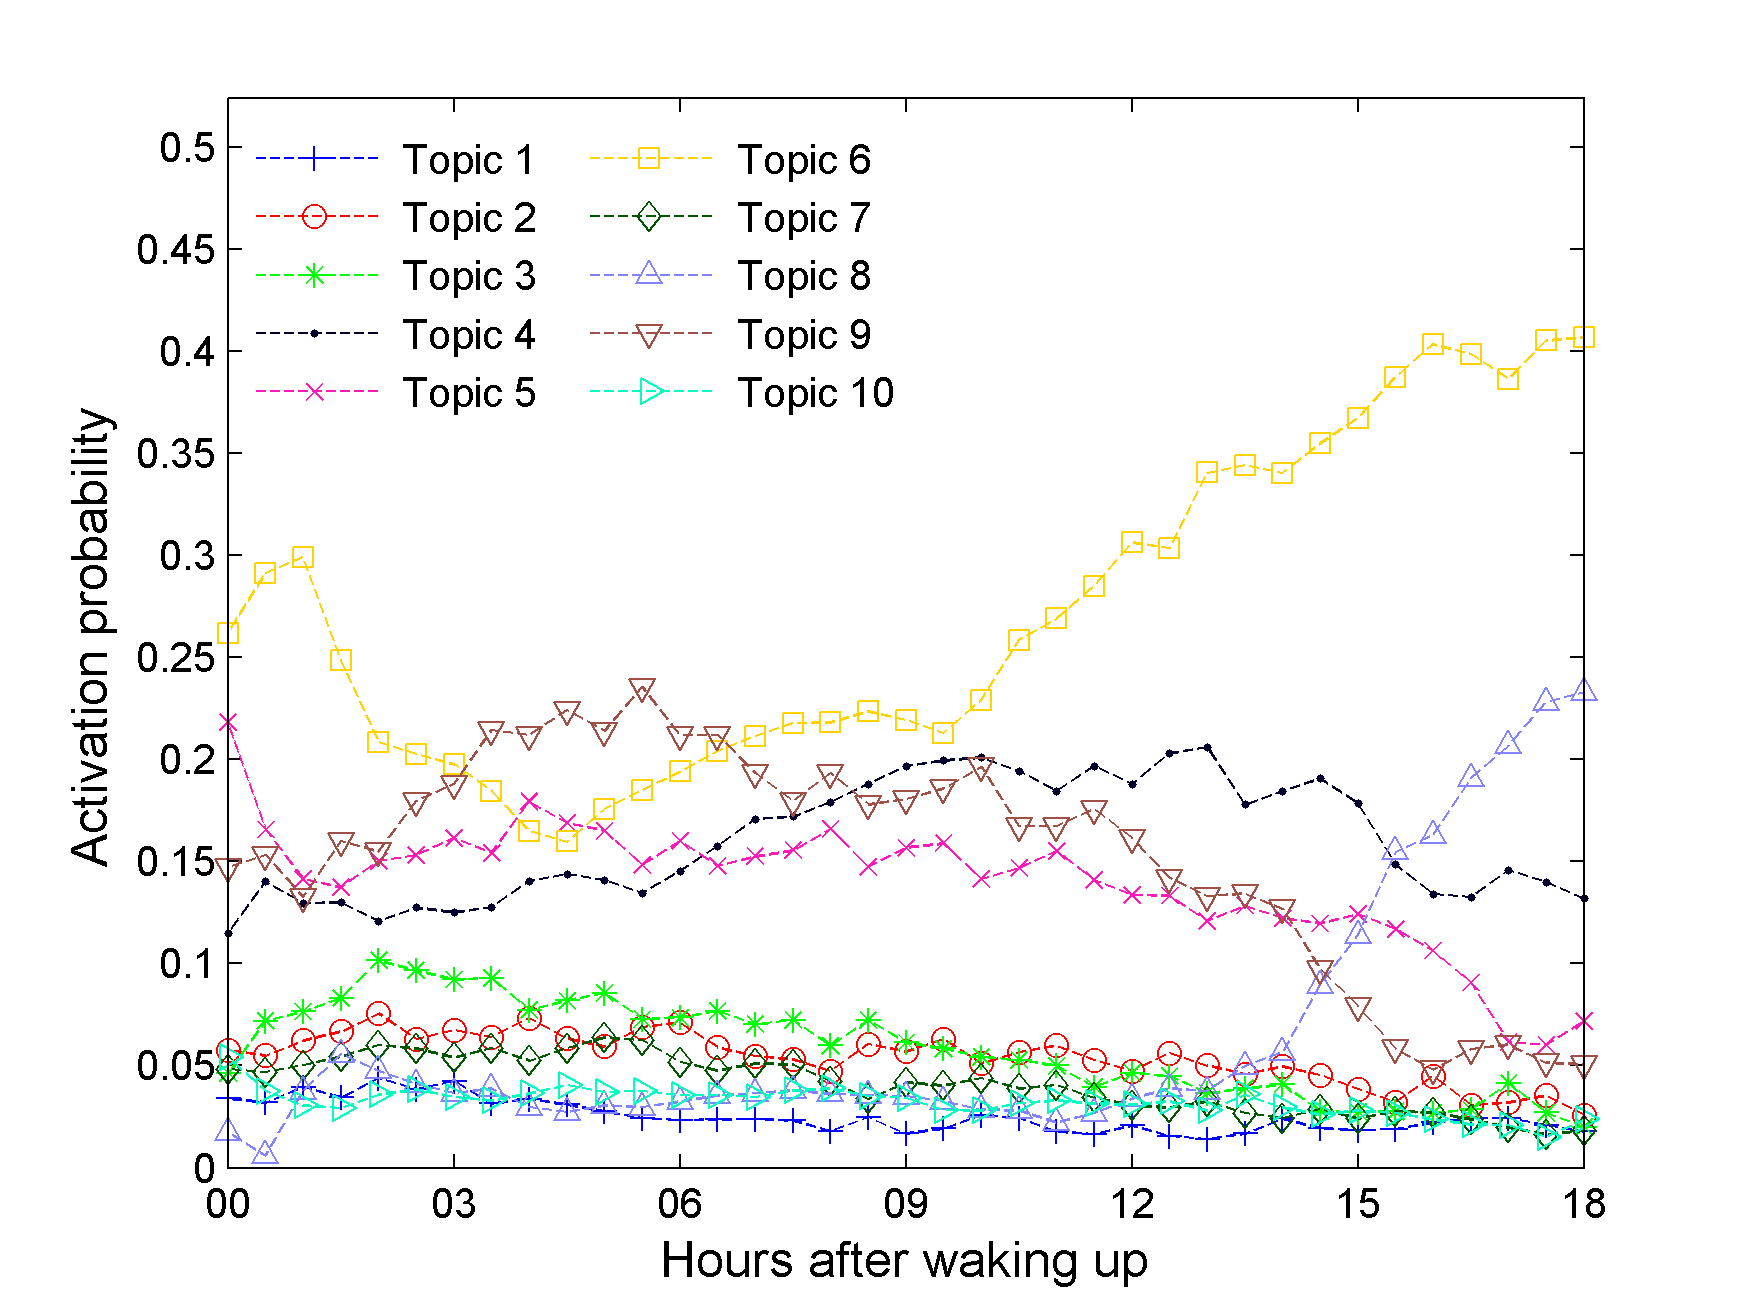 0.5
0.45
0.4
0.35
0.3
0.25
0.2
0.15
0.1
0.05
0
Activation probability
Topic 1
Topic 2
Topic 3
Topic 4
Topic 5
Topic 6
Topic 7
Topic 8
Topic 9
Topic 10
00 03 06 09 12 15 18
Hours after waking up